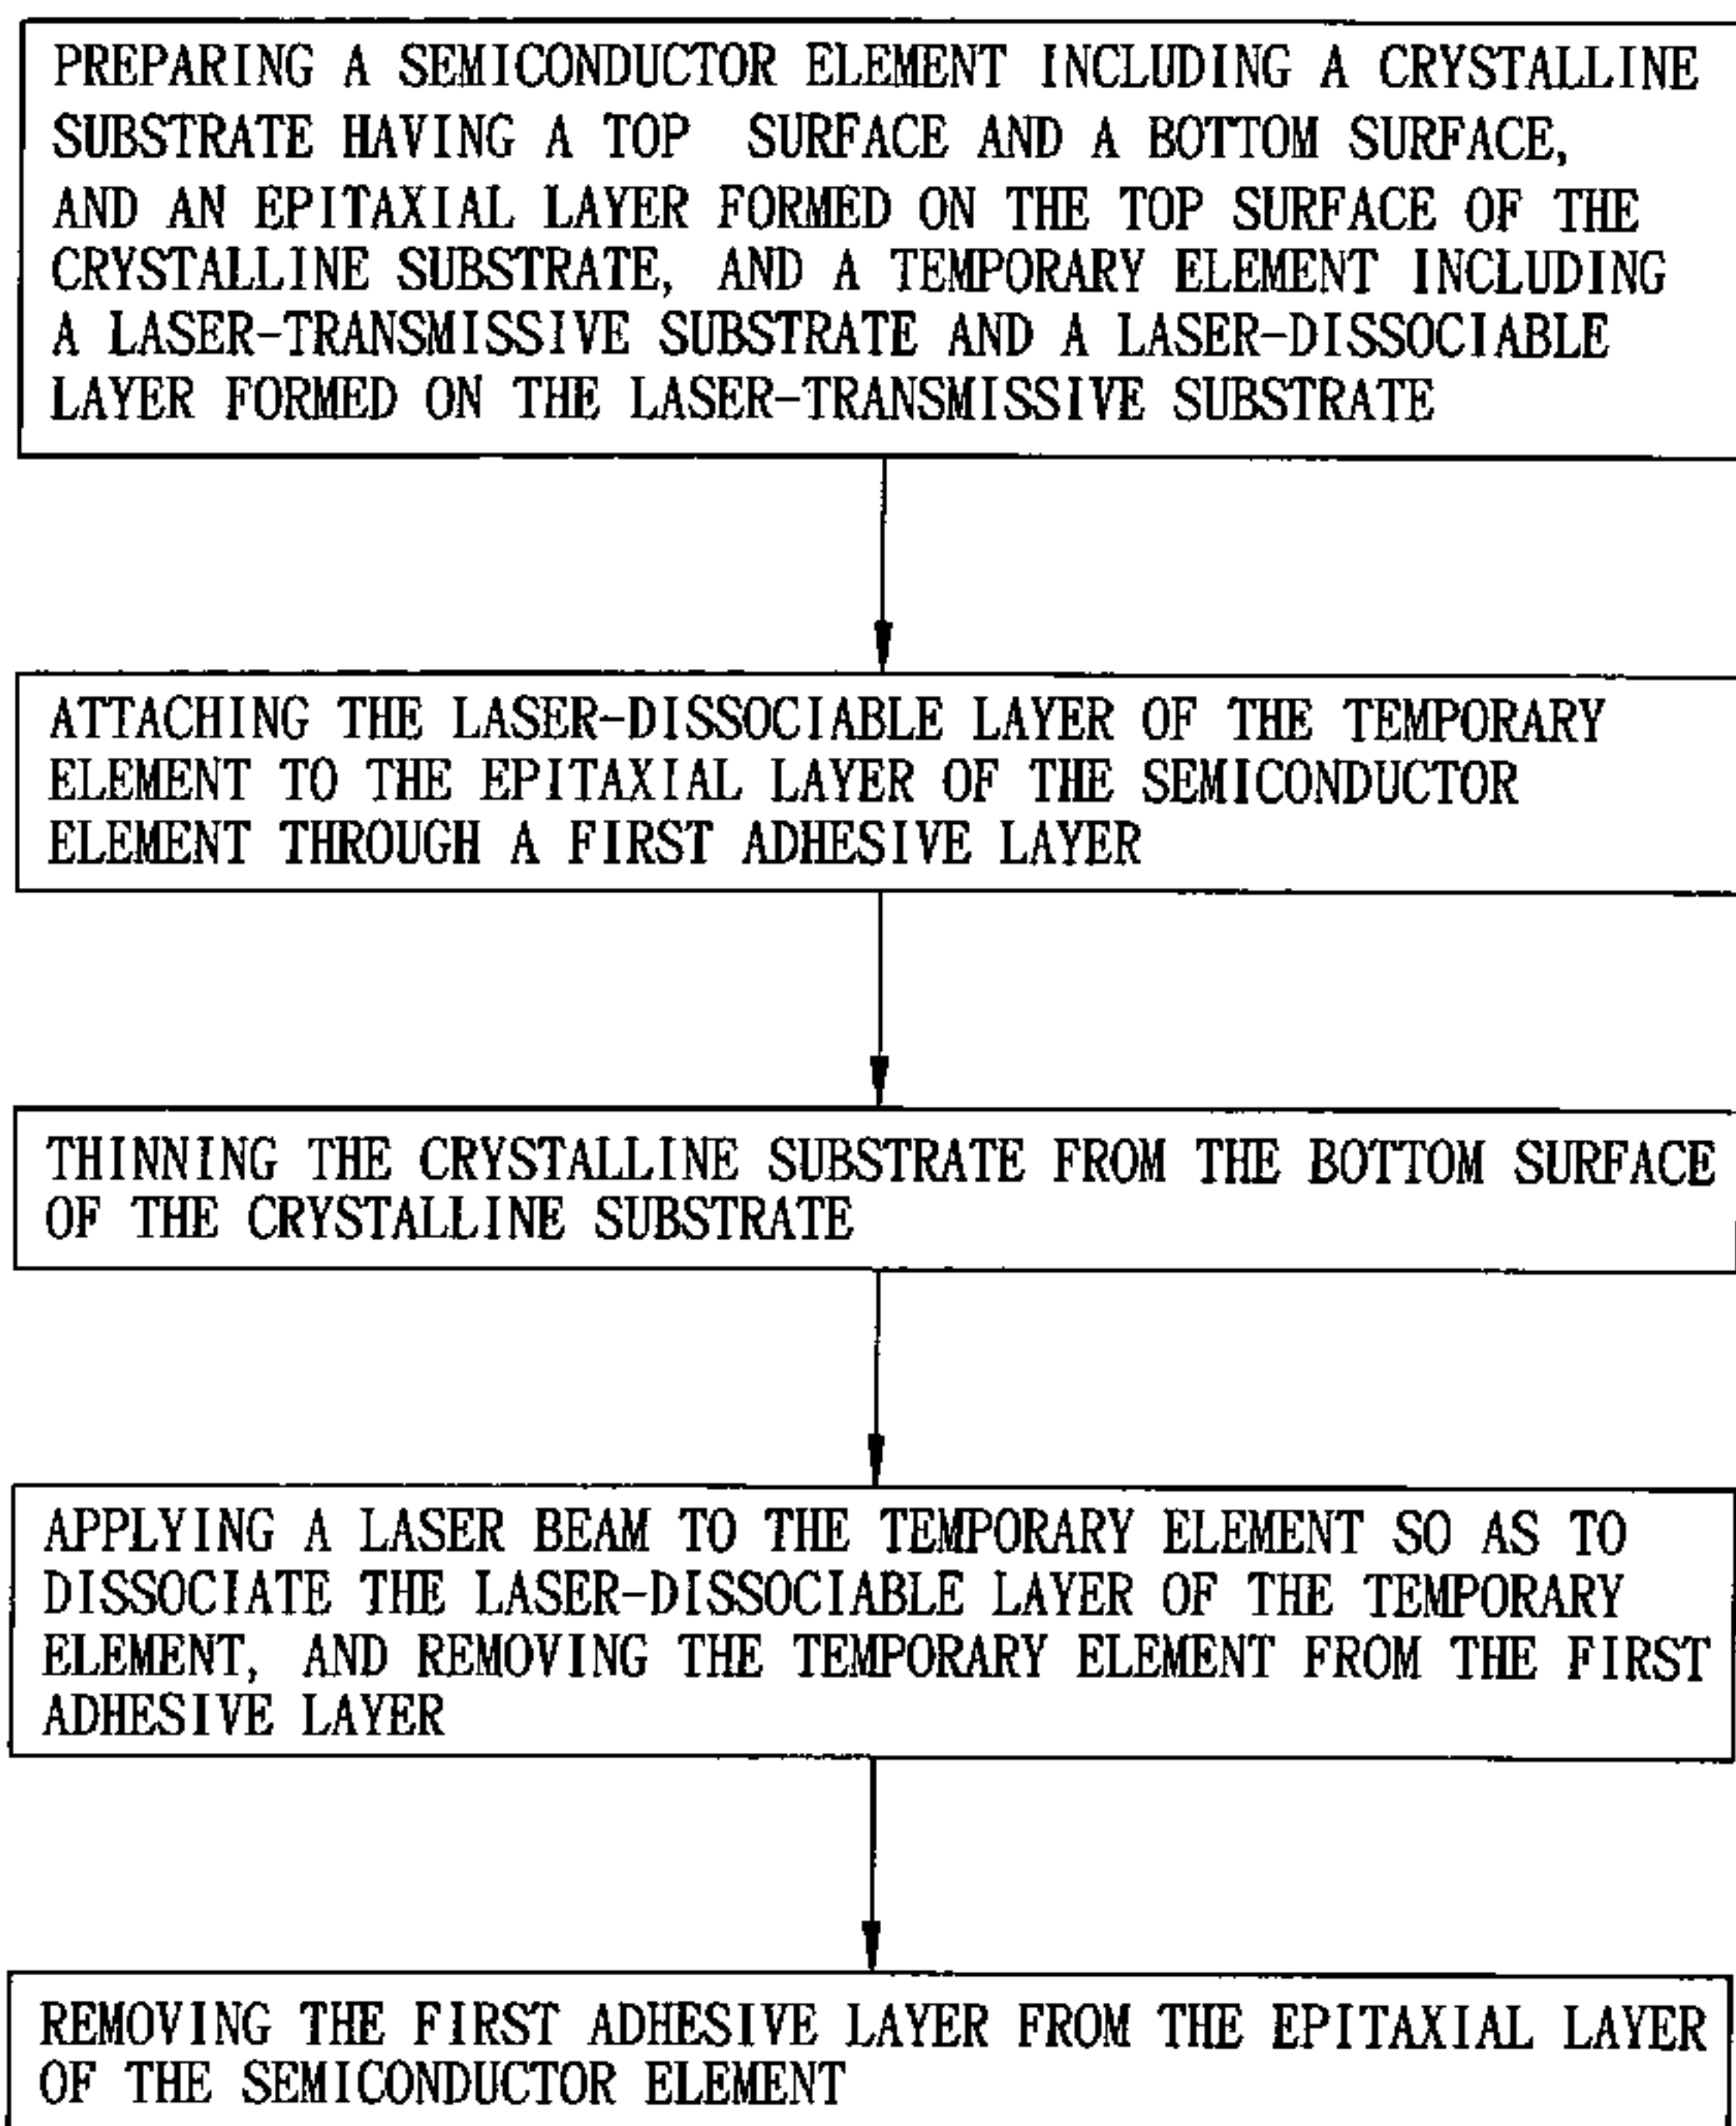 PREPARING A SEMICONDUCTOR ELEMENT INCLUDING A CRYSTALLINE
SUBSTRATE HAVING A TOP SURFACE AND A BOTTOM SURFACE,
AND AN EPITAXIAL LAYER FORMED ON THE TOP SURFACE OF THE
CRYSTALLINE SUBSTRATE, AND A TEMPORARY ELEMENT INCLUDING
A LASER-TRANSMISSIVE SUBSTRATE AND A LASER-DISSOCIABLE
LAYER FORMED ON THE LASER-TRANSMISSIVE SUBSTRATE
ATTACHING THE LASER-DISSOCIABLE LAYER OF THE TEMPORARY
ELEMENT TO THE EPITAXIAL LAYER OF THE SEMICONDUCTOR
ELEMENT THROUGH A FIRST ADHESIVE LAYER
THINNING THE CRYSTALLINE SUBSTRATE FROM THE BOTTOM SURFACE
OF THE CRYSTALLINE SUBSTRATE
APPLYING A LASER BEAM TO THE TEMPORARY ELEMENT SO AS TO
DISSOCIATE THE LASER-DISSOCIABLE LAYER OF THE TEMPORARY
ELEMENT, AND REMOVING THE TEMPORARY ELEMENT FROM THE FIRST
ADHESIVE LAYER
REMOVING THE FIRST ADHESIVE LAYER FROM THE EPITAXIAL LAYER
OF THE SEMICONDUCTOR ELEMENT